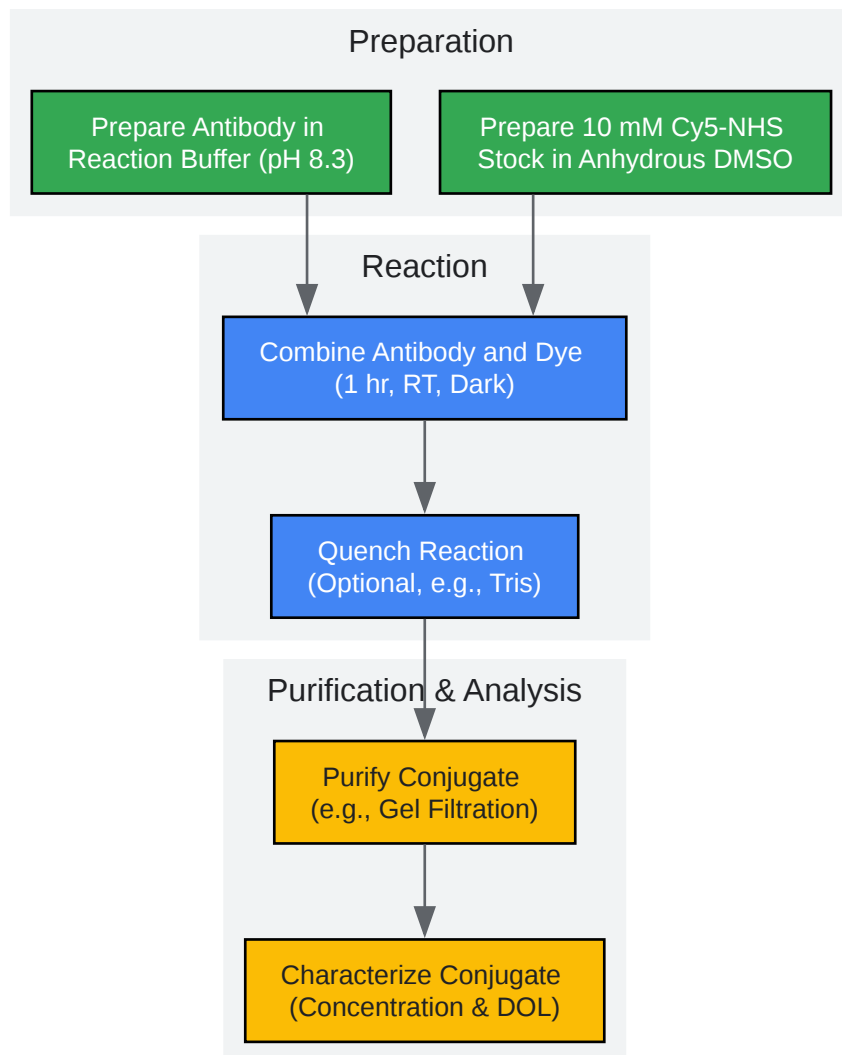 Preparation
Prepare Antibody in
Reaction Buffer (pH 8.3)
Prepare 10 mM Cy5-NHS
Stock in Anhydrous DMSO
Reaction
Combine Antibody and Dye
(1 hr, RT, Dark)
Quench Reaction
(Optional, e.g., Tris)
Purification & Analysis
Purify Conjugate
(e.g., Gel Filtration)
Characterize Conjugate
(Concentration & DOL)